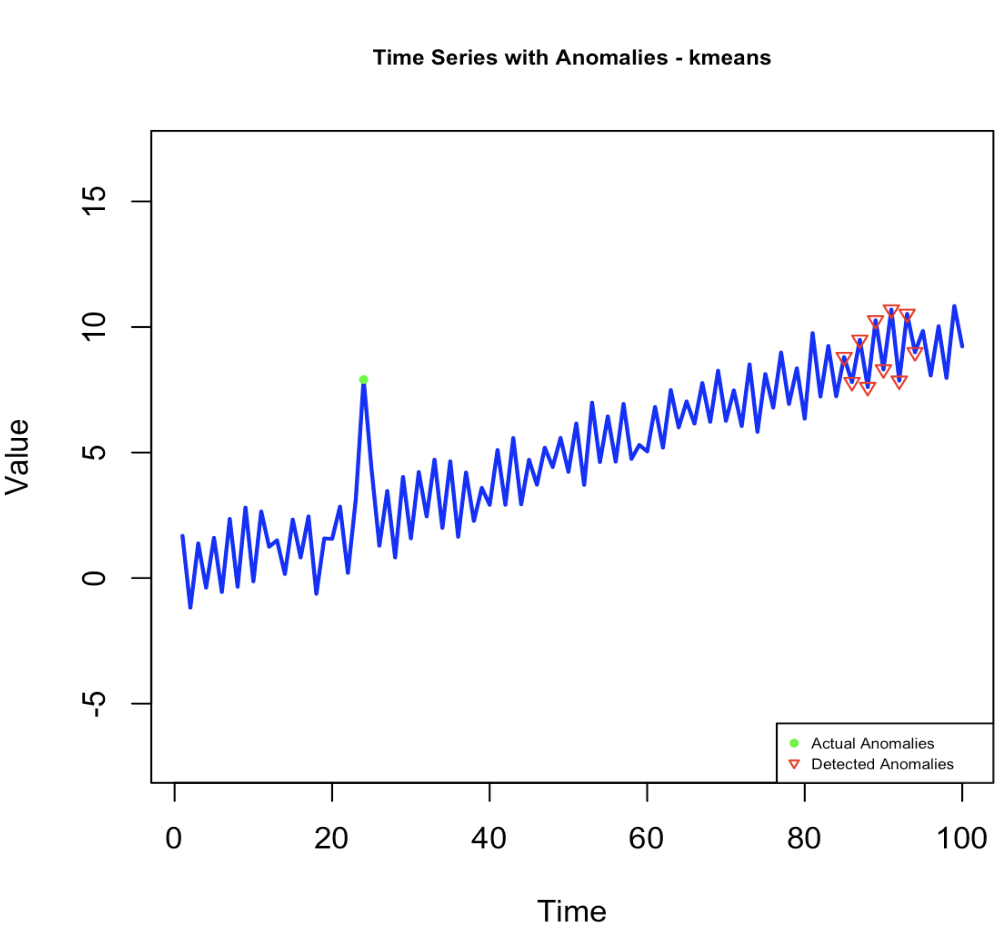 Time Series with Anomalies - kmeans
Value
15
10
5
0
-5
0 20 40 60 80 100
Time
Actual Anomalies
Detected Anomalies